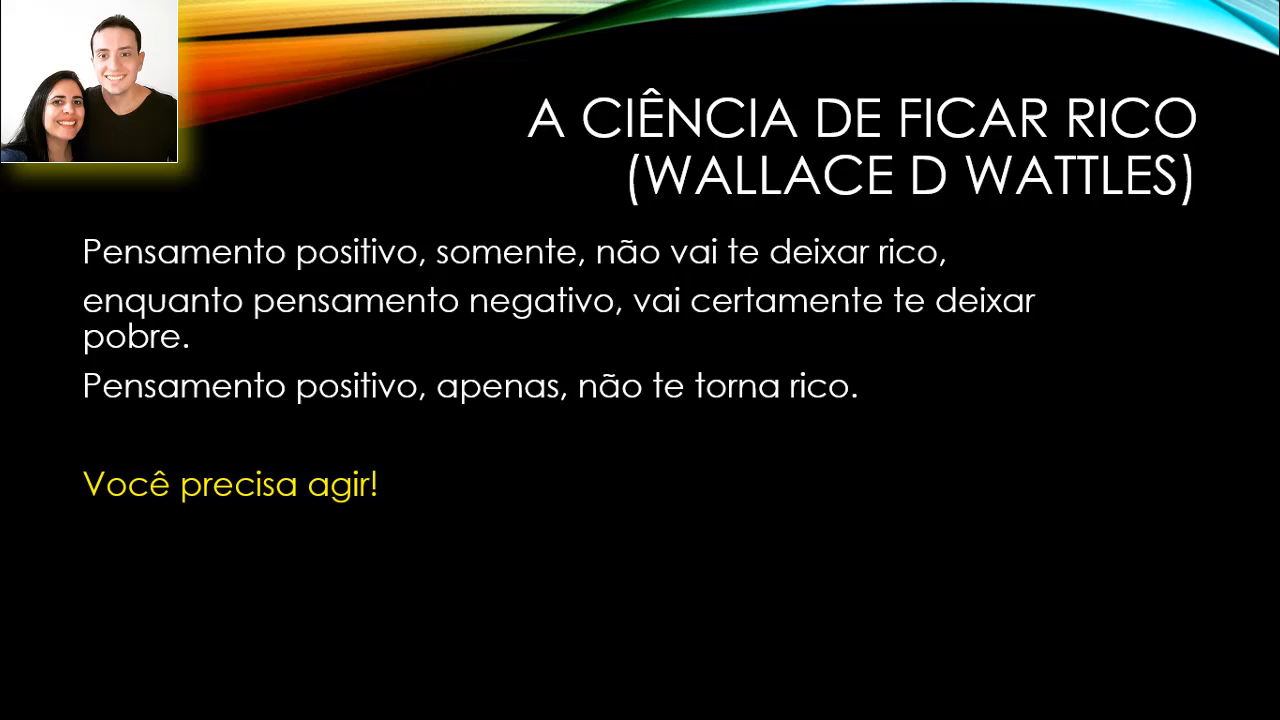 A CIÊNCIA DE FICAR RICO
(WALLACE D WATTLES)
Pensamento positivo, somente, não vai te deixar rico,
enquanto pensamento negativo, vai certamente te deixar
pobre.
Pensamento positivo, apenas, não te torna rico.
Você precisa agir!